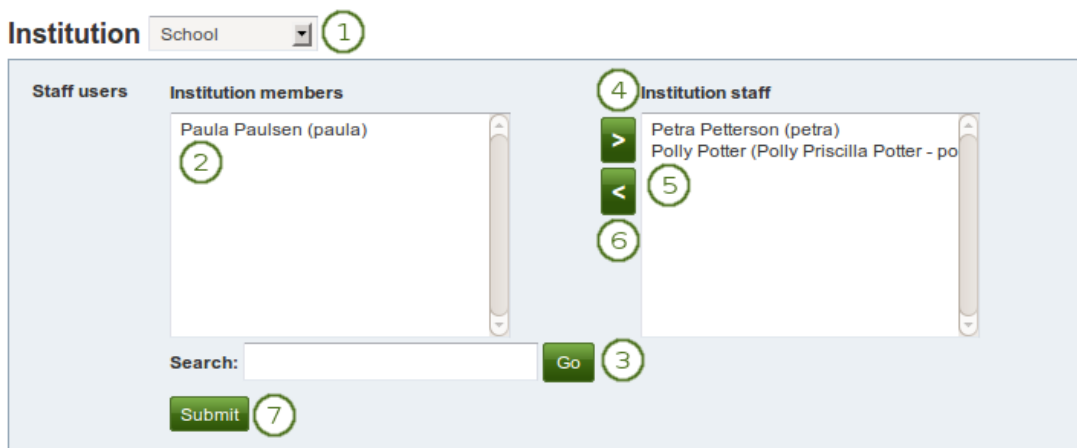 Institution School 1
Staff users Institution members 4 Institution staff
Paula Paulsen (paula) > Petra Petterson (petra)
2 Polly Potter (Polly Priscilla Potter - po
< 5
6
Search: Go 3
Submit 7